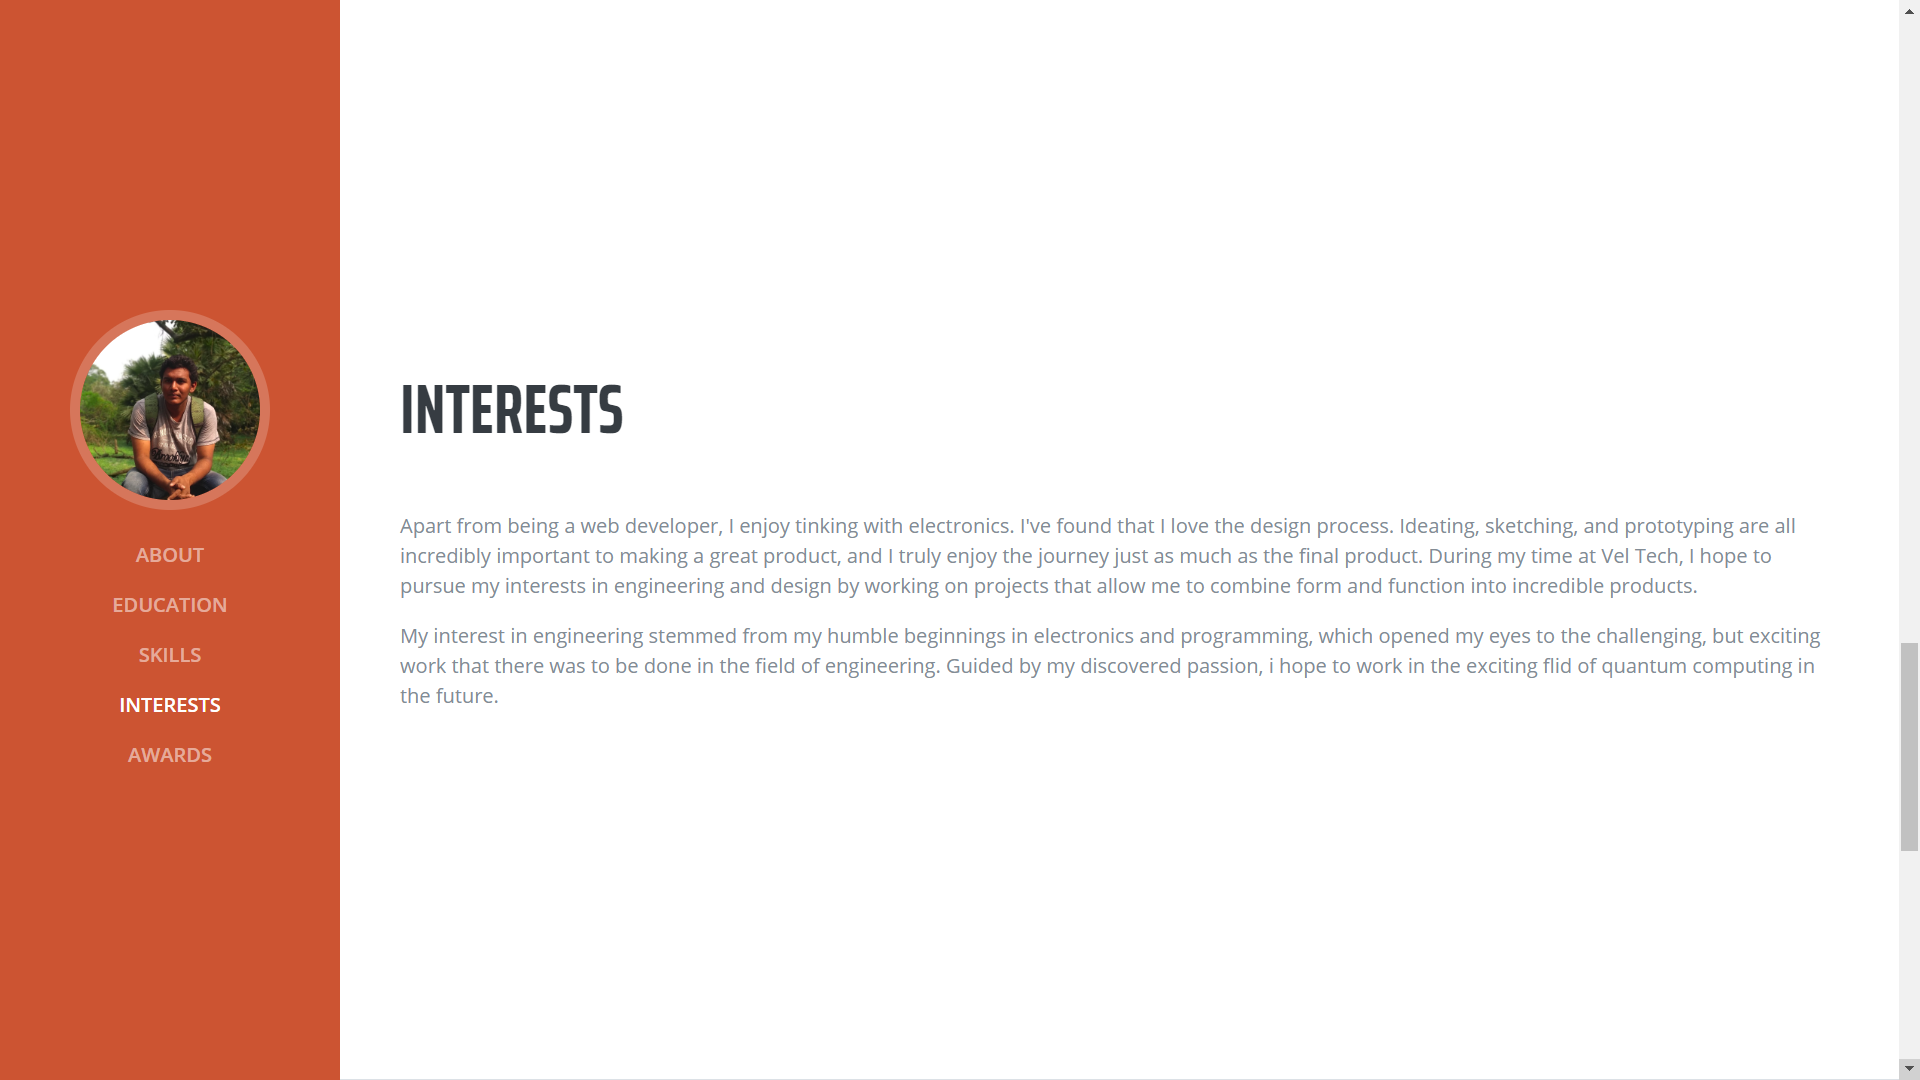 ABOUT
EDUCATION
SKILLS
INTERESTS
AWARDS
INTERESTS
Apart from being a web developer, I enjoy tinking with electronics. I've found that I love the design process. Ideating, sketching, and prototyping are all
incredibly important to making a great product, and I truly enjoy the journey just as much as the final product. During my time at Vel Tech, I hope to
pursue my interests in engineering and design by working on projects that allow me to combine form and function into incredible products.
My interest in engineering stemmed from my humble beginnings in electronics and programming, which opened my eyes to the challenging, but exciting
work that there was to be done in the field of engineering. Guided by my discovered passion, i hope to work in the exciting flid of quantum computing in
the future.